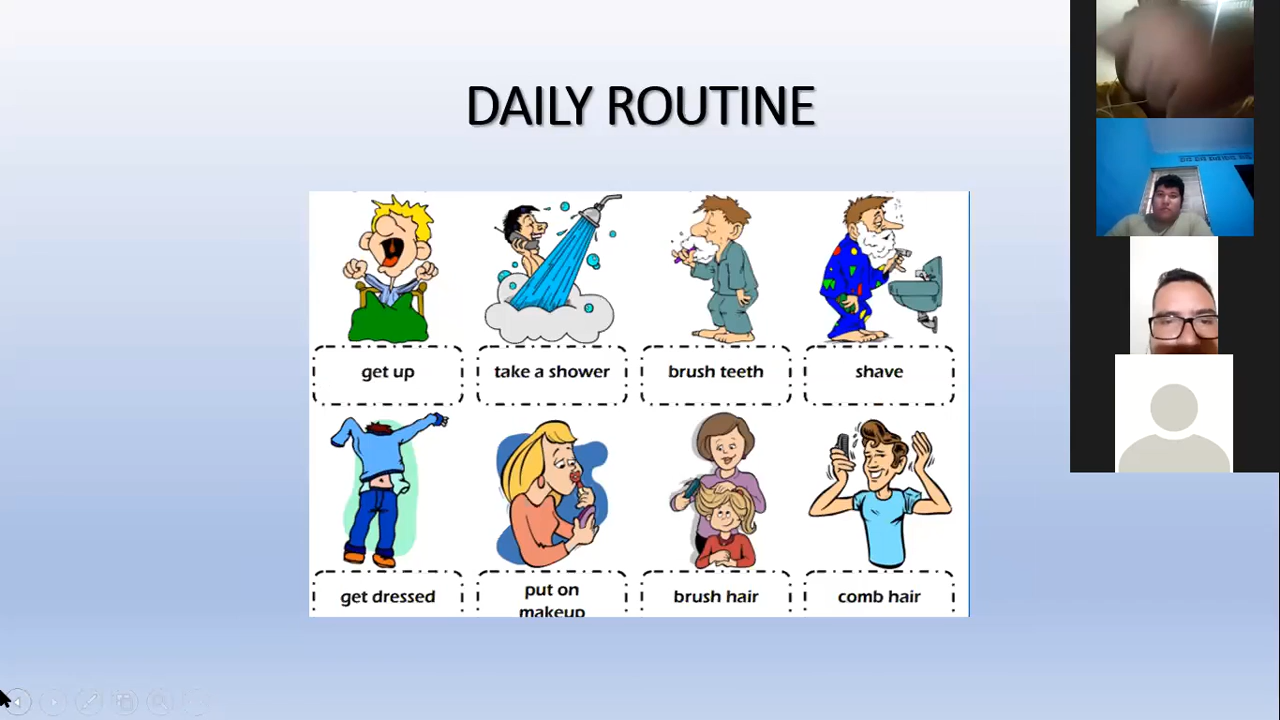 DAILY ROUTINE
get up
take a shower
brush teeth
shave
get dressed
put on
makeup
brush hair
comb hair